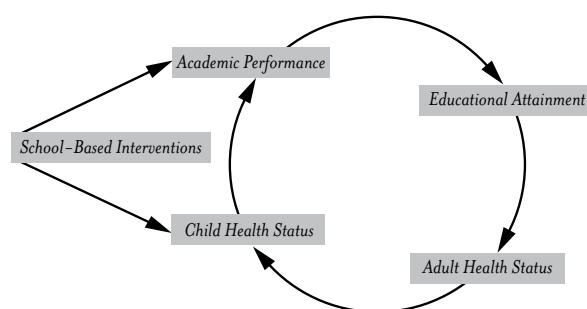 Academic Performance
Educational Attainment
School-Based Interventions
Child Health Status
Adult Health Status